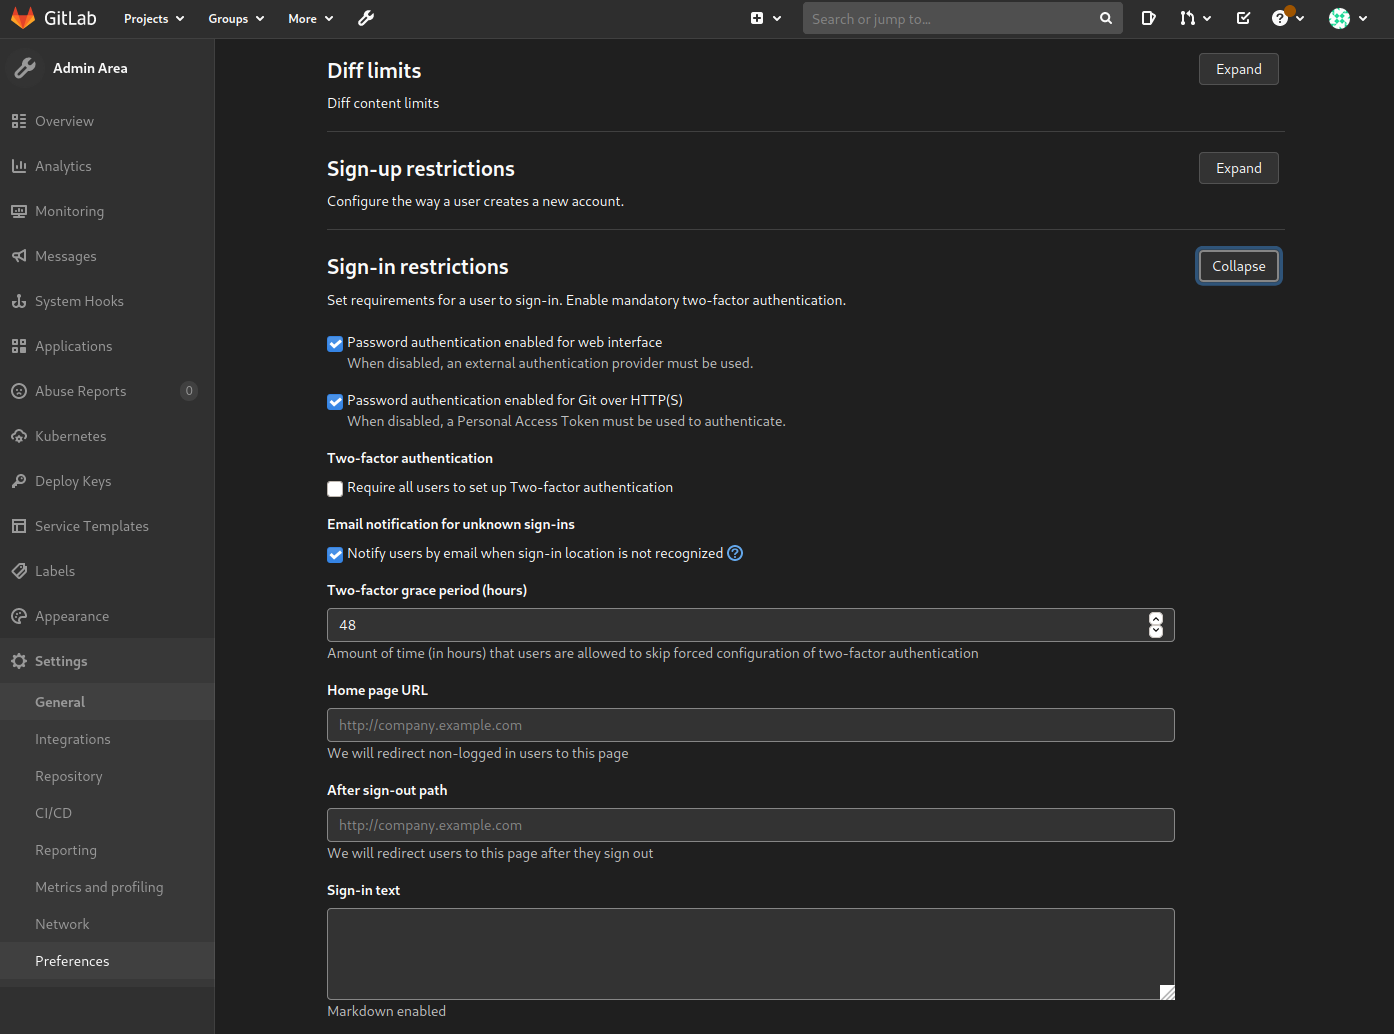 GitLab
Projects
Groups
More
Search or jump to...
Admin Area
Overview
Analytics
Monitoring
Messages
System Hooks
Applications
Abuse Reports 0
Kubernetes
Deploy Keys
Service Templates
Labels
Appearance
Settings
General
Integrations
Repository
CI/CD
Reporting
Metrics and profiling
Network
Preferences
Diff limits
Expand
Diff content limits
Sign-up restrictions
Expand
Configure the way a user creates a new account.
Sign-in restrictions
Collapse
Set requirements for a user to sign-in. Enable mandatory two-factor authentication.
Password authentication enabled for web interface
When disabled, an external authentication provider must be used.
Password authentication enabled for Git over HTTP(S)
When disabled, a Personal Access Token must be used to authenticate.
Two-factor authentication
Require all users to set up Two-factor authentication
Email notification for unknown sign-ins
Notify users by email when sign-in location is not recognized
Two-factor grace period (hours)
48
Amount of time (in hours) that users are allowed to skip forced configuration of two-factor authentication
Home page URL
http://company.example.com
We will redirect non-logged in users to this page
After sign-out path
http://company.example.com
We will redirect users to this page after they sign out
Sign-in text
Markdown enabled